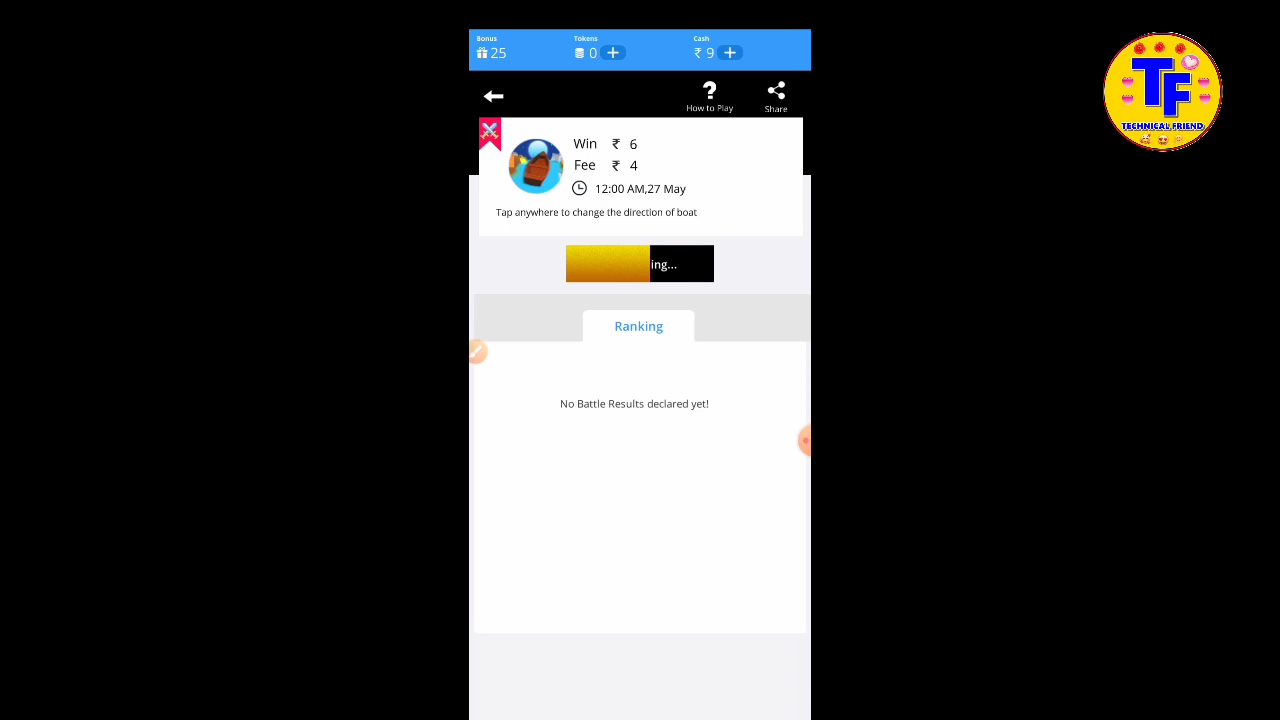 Bonus Tokens Cash
25 0 + ₹ 9 +
? How to Play Share
Win ₹ 6
Fee ₹ 4
12:00 AM,27 May
Tap anywhere to change the direction of boat
ing...
Ranking
No Battle Results declared yet!
TF
TECHNICAL FRIEND